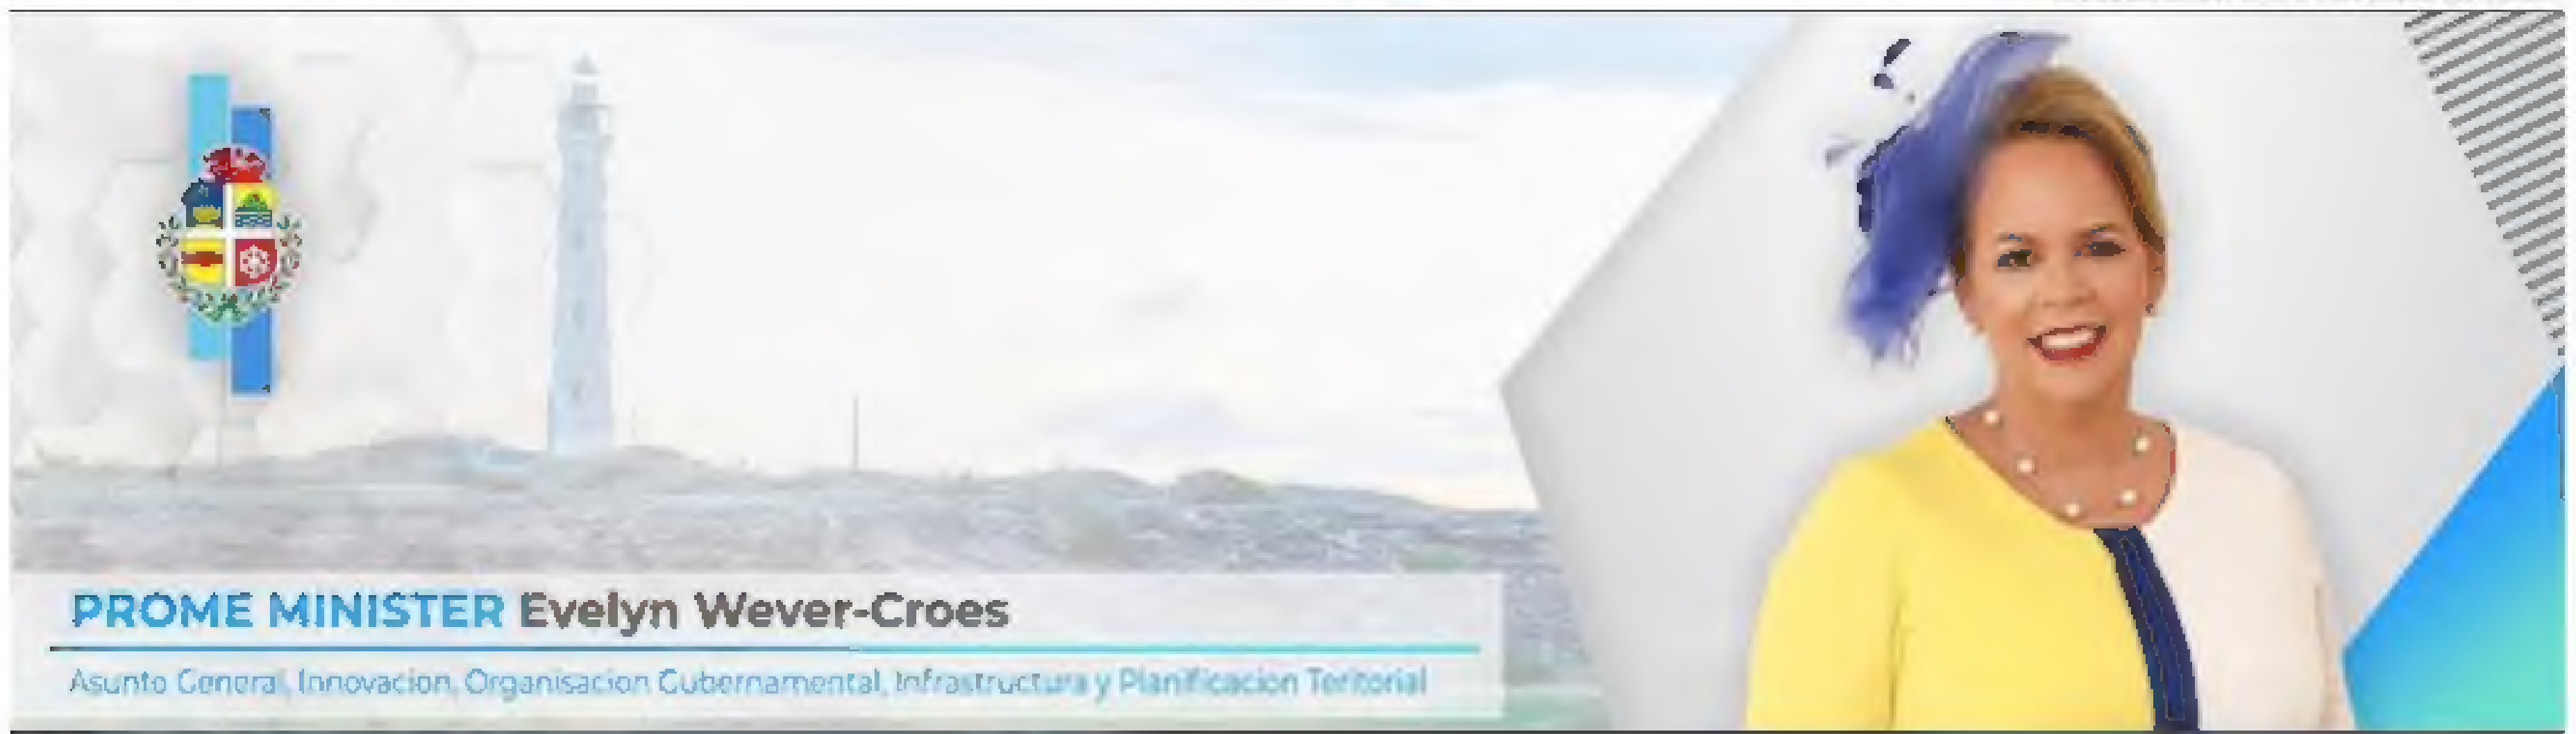 PROME MINISTER Evelyn Wever-Croes
Asunto General, Innovacion, Organisacion Gubernamental, Infrastructura y Planificacion Teritorial